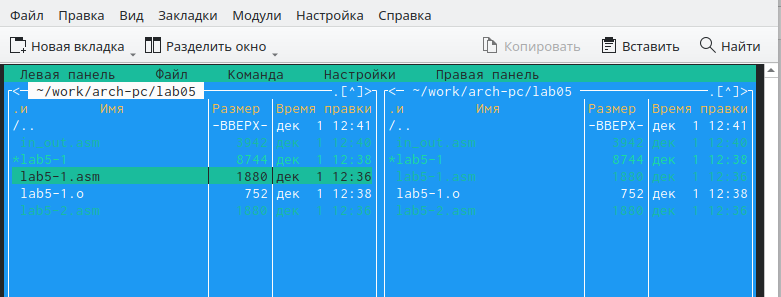 Файл Правка Вид Закладки Модули Настройка Справка
Новая вкладка Разделить окно Копировать Вставить Найти
Левая панель Файл Команда Настройки Правая панель
<— ~/work/arch-pc/lab05 .[^]> <— ~/work/arch-pc/lab05 .[^]>
.и Имя Размер Время правки .и Имя Размер Время правки
/.. -ВВЕРХ- дек 1 12:41 /.. -ВВЕРХ- дек 1 12:41
in_out.asm 3942 дек 1 12:40 in_out.asm 3942 дек 1 12:40
*lab5-1 8744 дек 1 12:38 *lab5-1 8744 дек 1 12:38
lab5-1.asm 1880 дек 1 12:36 lab5-1.asm 1880 дек 1 12:36
lab5-1.o 752 дек 1 12:38 lab5-1.o 752 дек 1 12:38
lab5-2.asm 1880 дек 1 12:36 lab5-2.asm 1880 дек 1 12:36